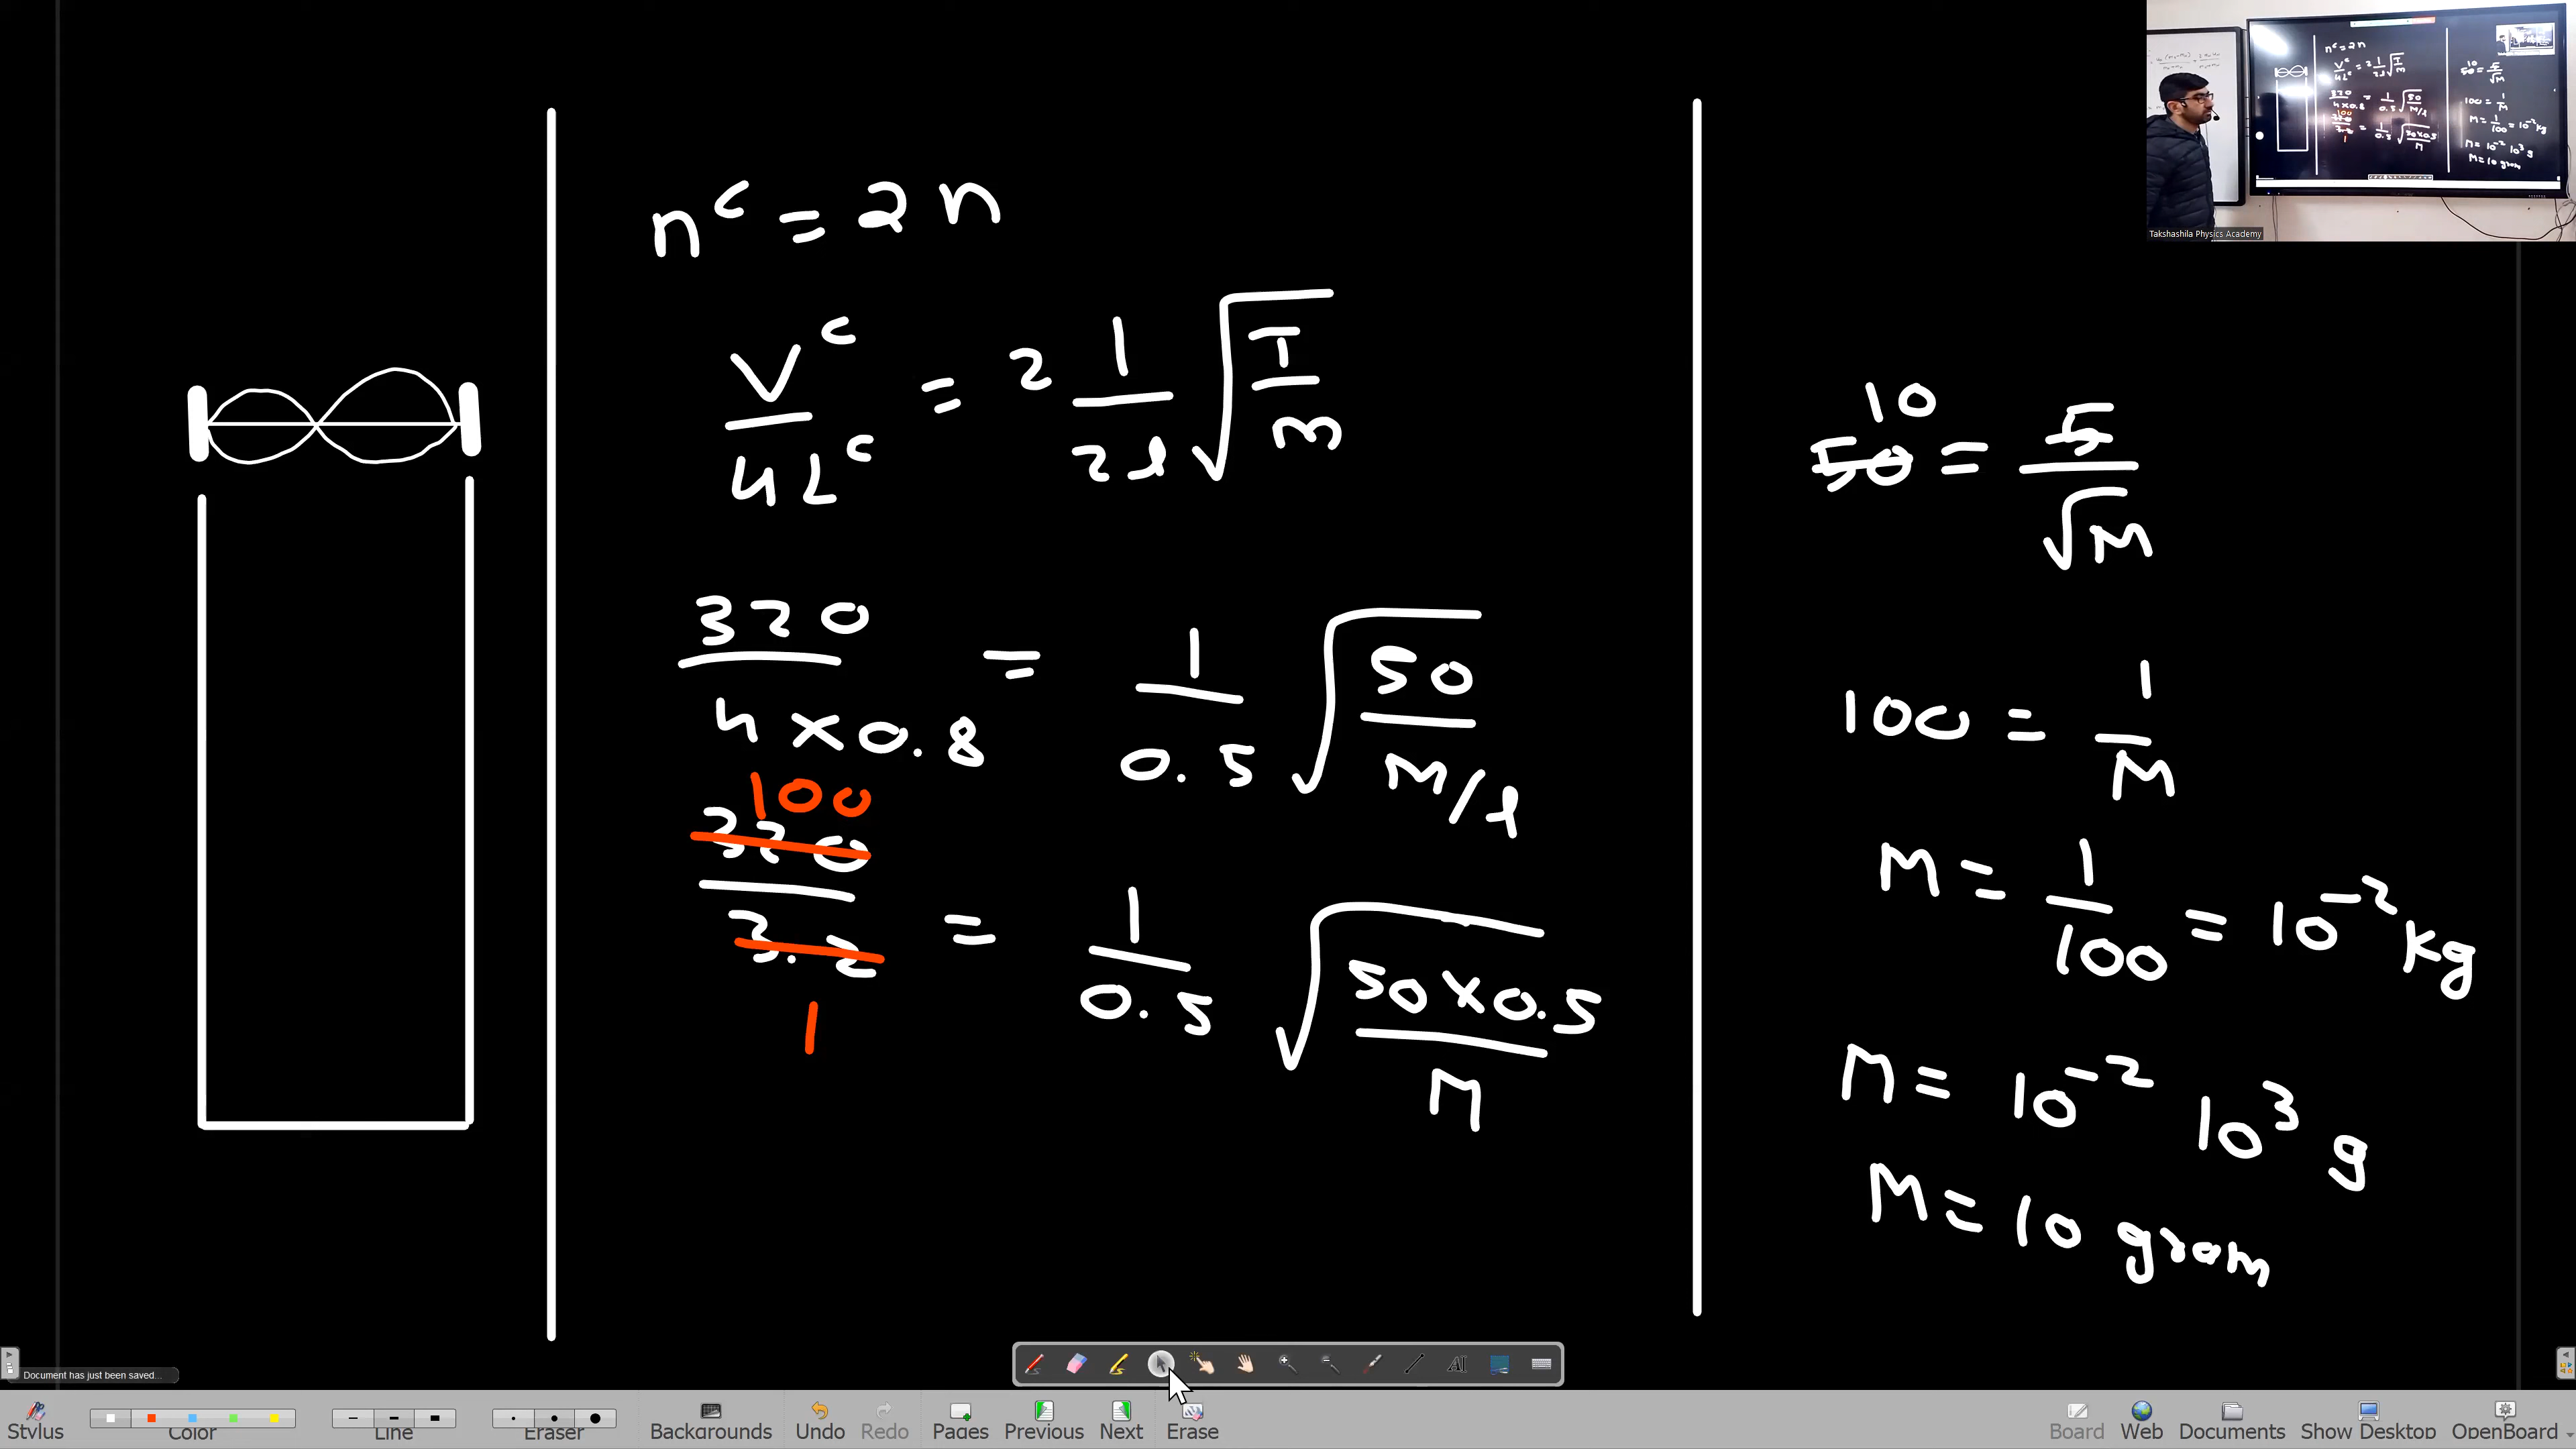 n^c = 2 n
V^c / 4L^c = 2 1/2l √(T/m)
320 / 4 × 0.8 = 1/0.5 √(50 / M/l)
100
320 / 3.2 = 1/0.5 √(50×0.5 / M)
1
10
50 = 5/√M
100 = 1/M
M = 1/100 = 10^-2 kg
M = 10^-2 10^3 g
M = 10 gram
Takshashila Physics Academy
Document has just been saved...
Stylus Color Line Eraser Backgrounds Undo Redo Pages Previous Next Erase Board Web Documents Show Desktop OpenBoard